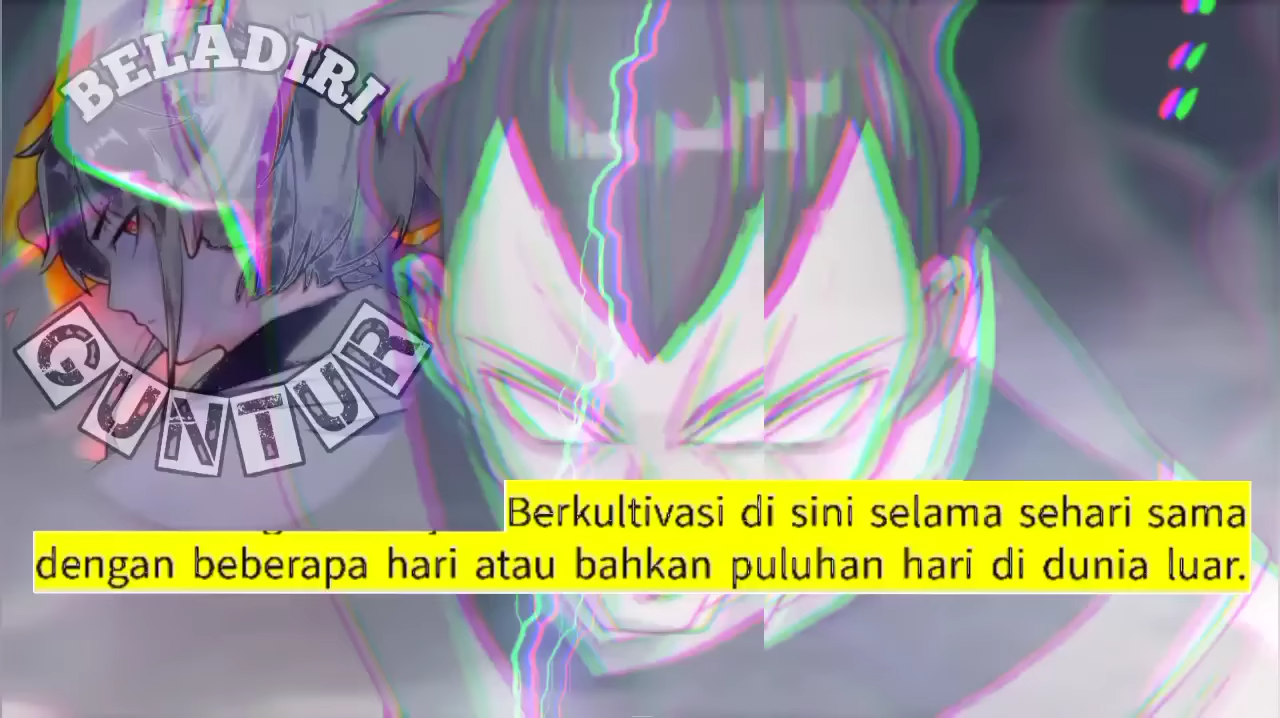 BELADIRI
GUNTUR
Berkultivasi di sini selama sehari sama
dengan beberapa hari atau bahkan puluhan hari di dunia luar.